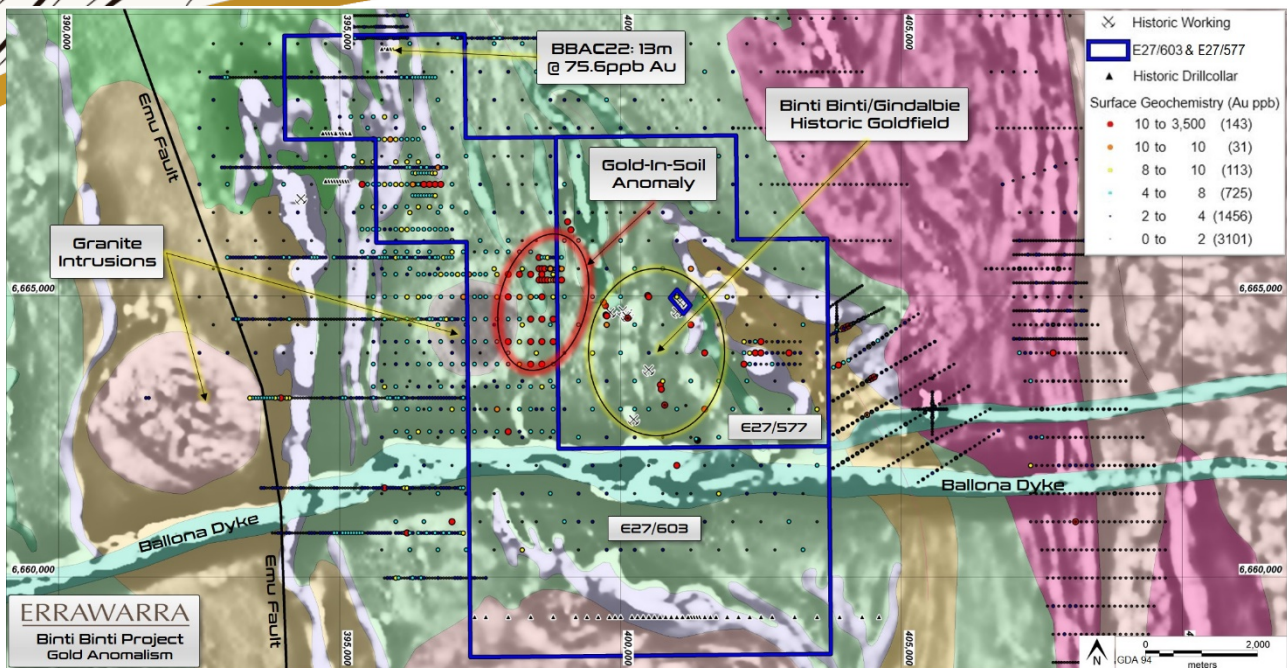 390,000
395,000
400,000
405,000
BBAC22: 13m
@ 75.6ppb Au
Binti Binti/Gindalbie
Historic Goldfield
Gold-In-Soil
Anomaly
Emu Fault
Granite
Intrusions
Historic Working
E27/603 & E27/577
Historic Drillcollar
Surface Geochemistry (Au ppb)
10 to 3,500 (143)
10 to 10 (31)
8 to 10 (113)
4 to 8 (725)
2 to 4 (1456)
0 to 2 (3101)
6,665,000
6,665,000
E27/577
Ballona Dyke
Ballona Dyke
E27/603
6,660,000
6,660,000
Emu Fault
ERRAWARRA
Binti Binti Project
Gold Anomalism
395,000
400,000
405,000
N
GDA 94
0
2,000
meters